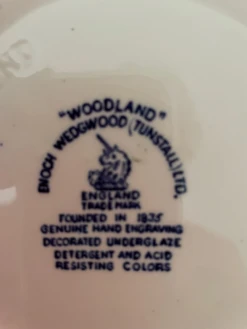 "WOODLAND"
ENOCH WEDGWOOD (TUNSTALL) LTD.
ENGLAND
TRADE MARK
FOUNDED IN 1835
GENUINE HAND ENGRAVING
DECORATED UNDERGLAZE
DETERGENT AND ACID
RESISTING COLORS